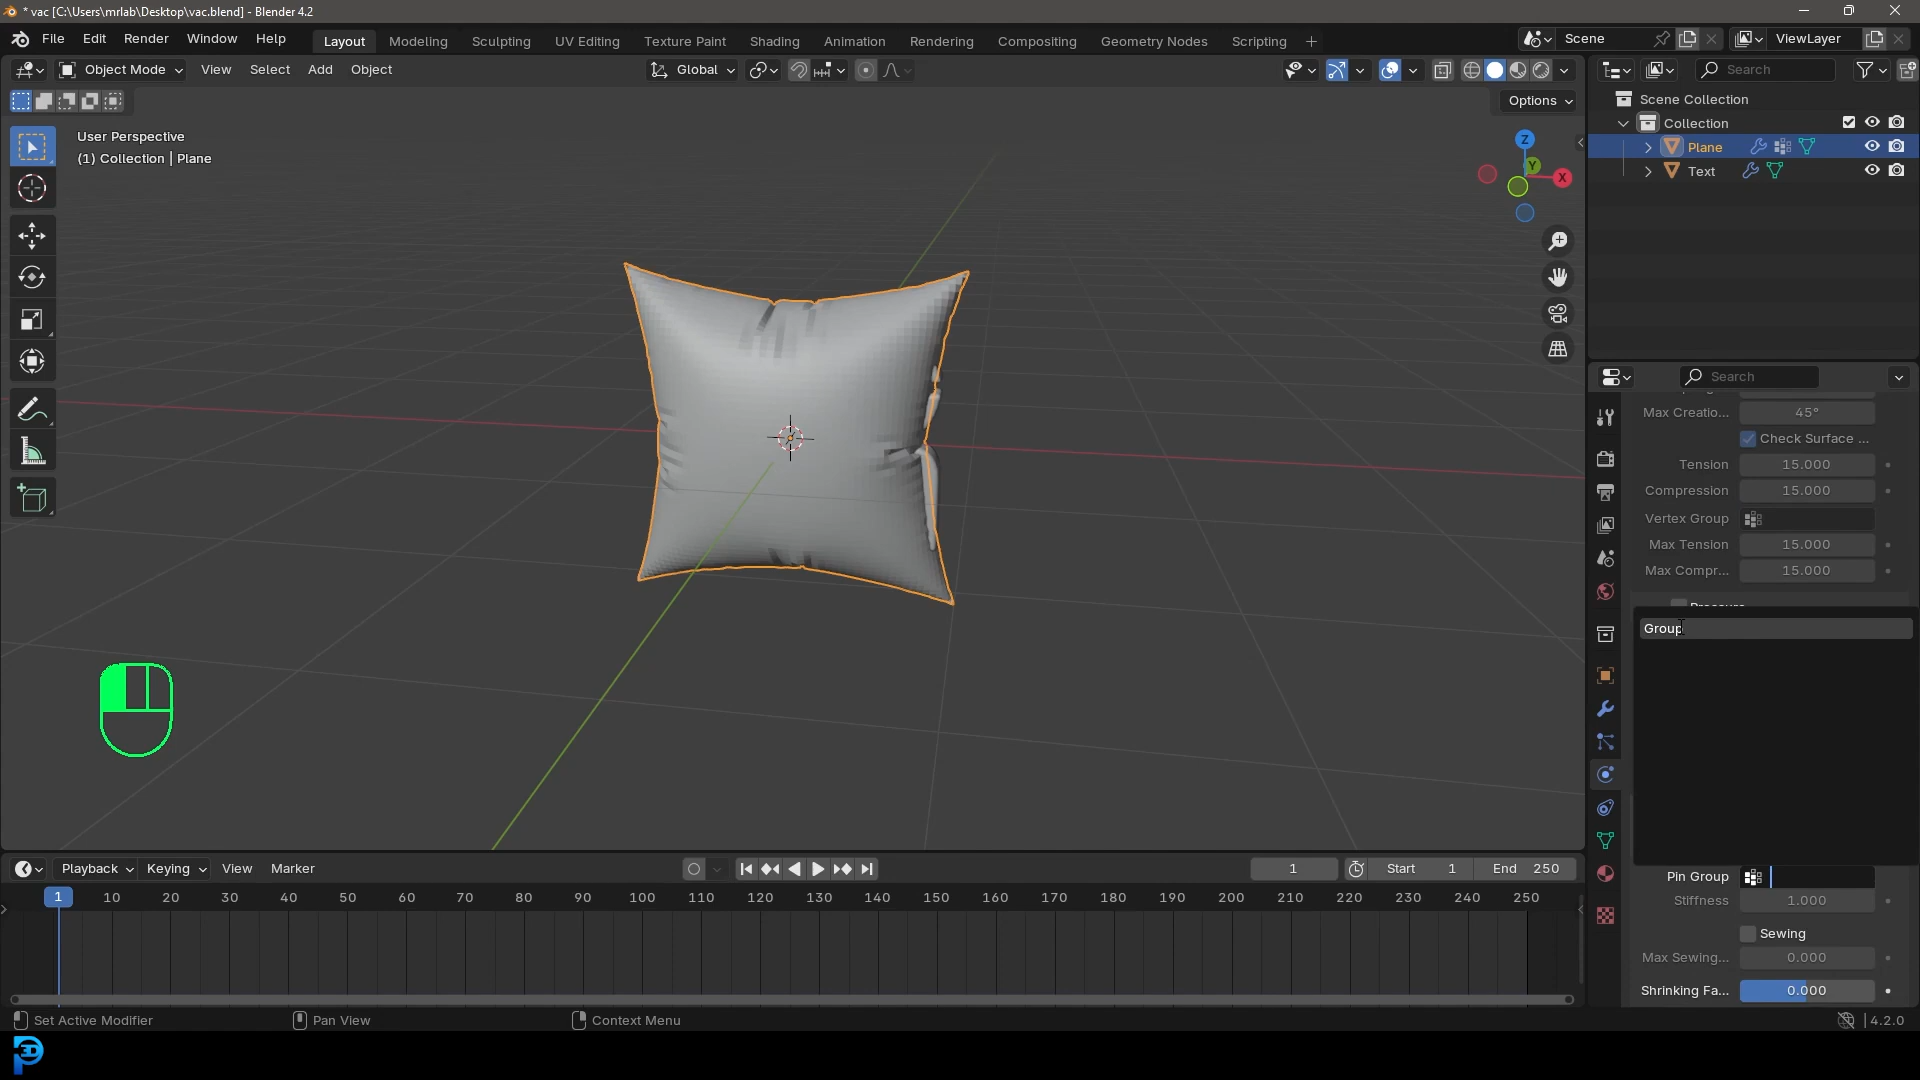 * vac [C:\Users\mrlab\Desktop\vac.blend] - Blender 4.2
File Edit Render Window Help
Layout Modeling Sculpting UV Editing Texture Paint Shading Animation Rendering Compositing Geometry Nodes Scripting +
Scene ViewLayer
Object Mode View Select Add Object Global
Search
Options
User Perspective
(1) Collection | Plane
Scene Collection
Collection
Plane
Text
Z
Y
X
Search
Max Creatio... 45°
Check Surface ...
Tension 15.000
Compression 15.000
Vertex Group
Max Tension 15.000
Max Compr... 15.000
Pressure
Group
Pin Group
Stiffness 1.000
Sewing
Max Sewing... 0.000
Shrinking Fa... 0.000
Playback Keying View Marker 1 Start 1 End 250
1 10 20 30 40 50 60 70 80 90 100 110 120 130 140 150 160 170 180 190 200 210 220 230 240 250
Set Active Modifier Pan View Context Menu 4.2.0
3D